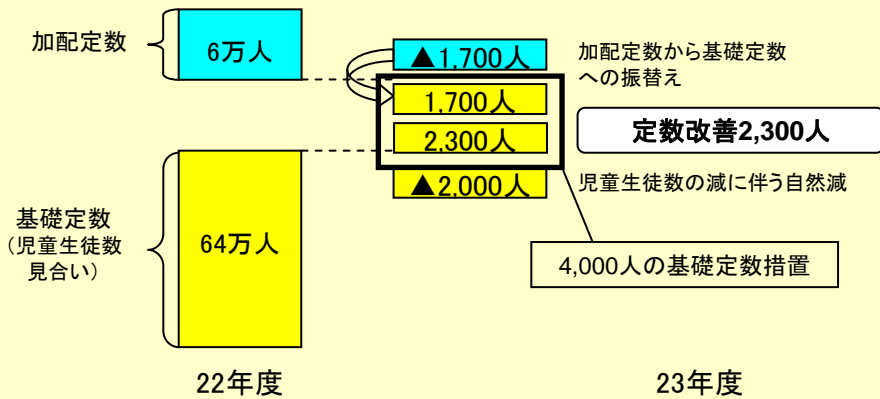 加配定数
6万人
▲1,700人
加配定数から基礎定数
への振替え
1,700人
2,300人
定数改善2,300人
▲2,000人
児童生徒数の減に伴う自然減
基礎定数
（児童生徒数
見合い）
64万人
4,000人の基礎定数措置
22年度
23年度